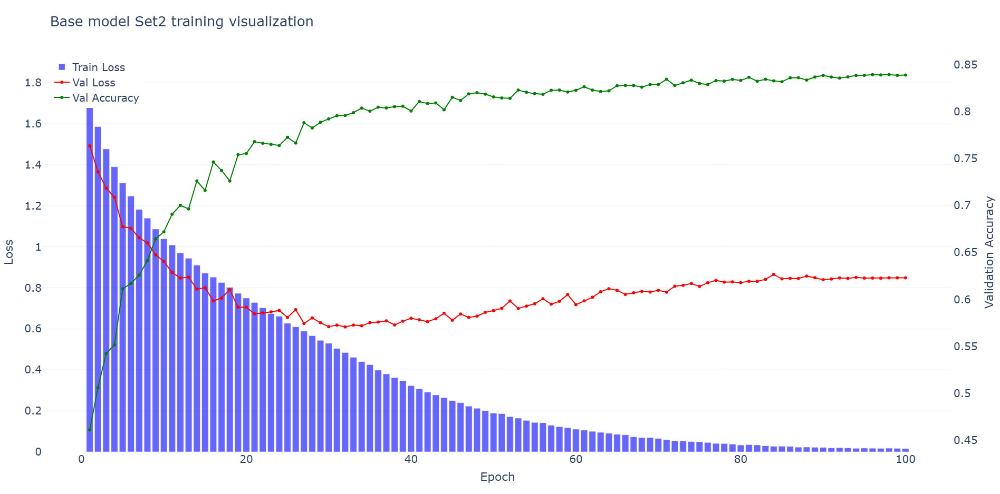 Base model Set2 training visualization
Train Loss
Val Loss
Val Accuracy
1.8
1.6
1.4
1.2
1
0.8
0.6
0.4
0.2
0
Loss
0.85
0.8
0.75
0.7
0.65
0.6
0.55
0.5
0.45
Validation Accuracy
0 20 40 60 80 100
Epoch